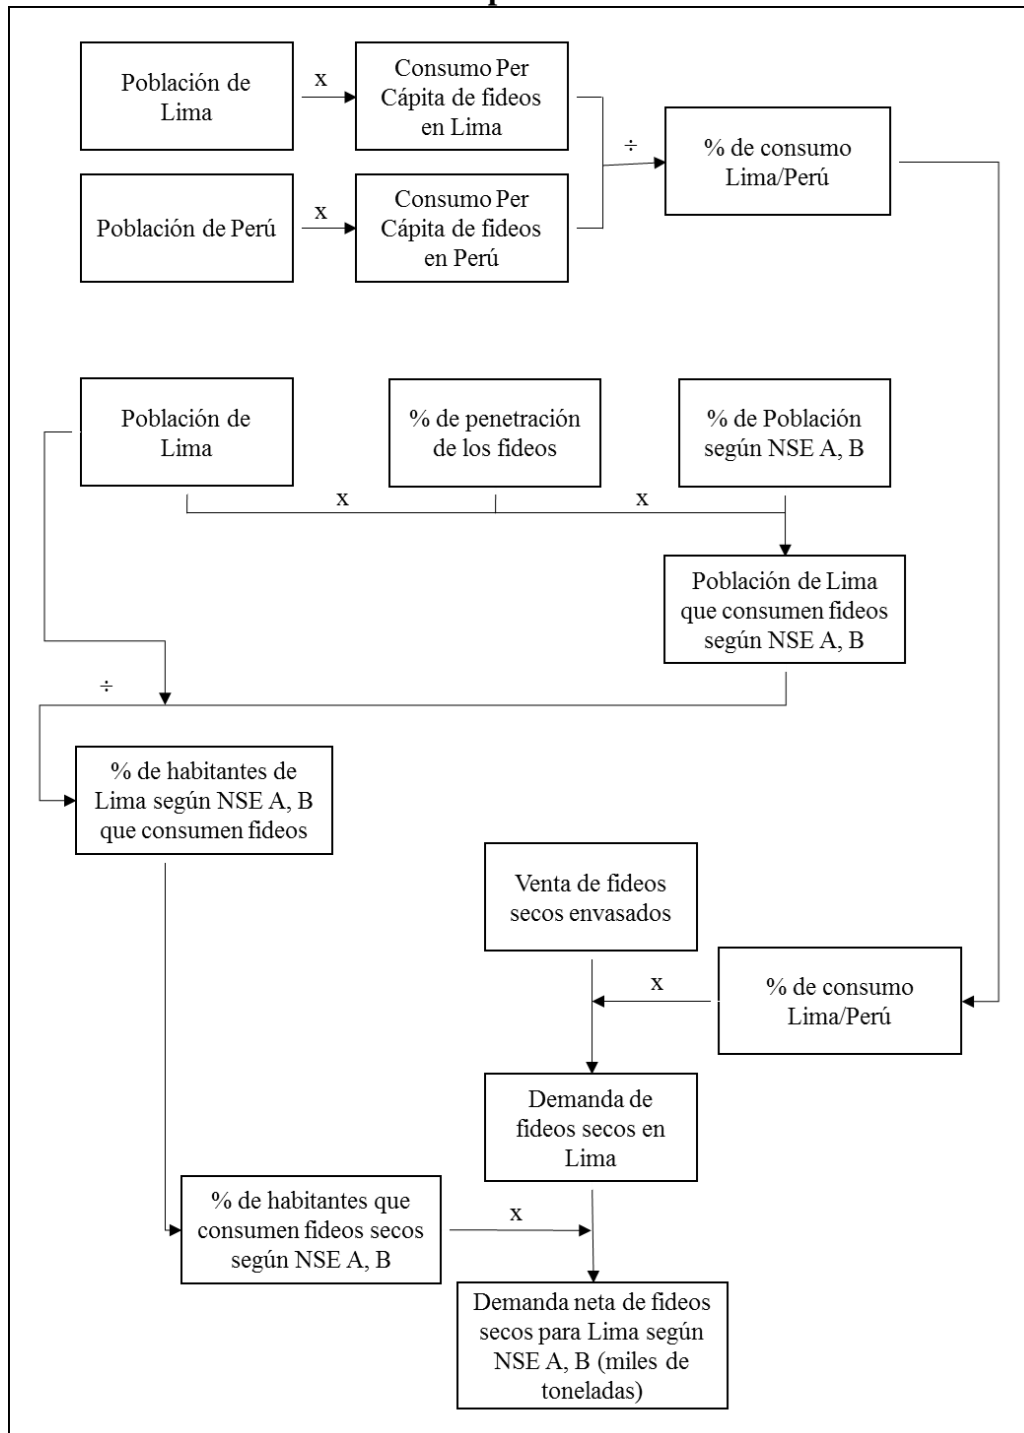 Población de
Lima
x
Consumo Per
Cápita de fideos
en Lima
÷
% de consumo
Lima/Perú
Población de Perú
x
Consumo Per
Cápita de fideos
en Perú
Población de
Lima
% de penetración
de los fideos
% de Población
según NSE A, B
x
x
Población de Lima
que consumen fideos
según NSE A, B
÷
% de habitantes de
Lima según NSE A, B
que consumen fideos
Venta de fideos
secos envasados
x
% de consumo
Lima/Perú
Demanda de
fideos secos en
Lima
% de habitantes que
consumen fideos secos
según NSE A, B
x
Demanda neta de fideos
secos para Lima según
NSE A, B (miles de
toneladas)